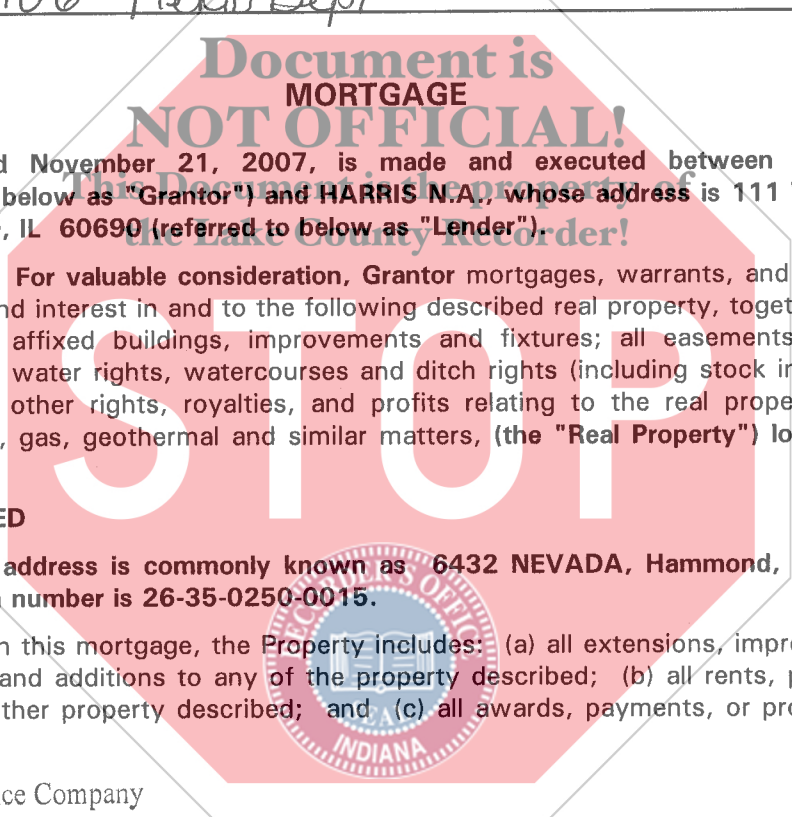 Document is
MORTGAGE
NOT OFFICIAL!
November 21, 2007, is made and executed between
This Document is the property of
below as "Grantor") and HARRIS N.A., whose address is 111
, IL 60690 (referred to below as "Lender").
the Lake County Recorder!
For valuable consideration, Grantor mortgages, warrants, and
nd interest in and to the following described real property, toget
affixed buildings, improvements and fixtures; all easements
water rights, watercourses and ditch rights (including stock in
other rights, royalties, and profits relating to the real prope
, gas, geothermal and similar matters, (the "Real Property") lo
STOP
ED
address is commonly known as 6432 NEVADA, Hammond,
number is 26-35-0250-0015.
n this mortgage, the Property includes: (a) all extensions, impro
and additions to any of the property described; (b) all rents, p
ther property described; and (c) all awards, payments, or pro
RECORDER'S OFFICE
SEAL
INDIANA
ce Company